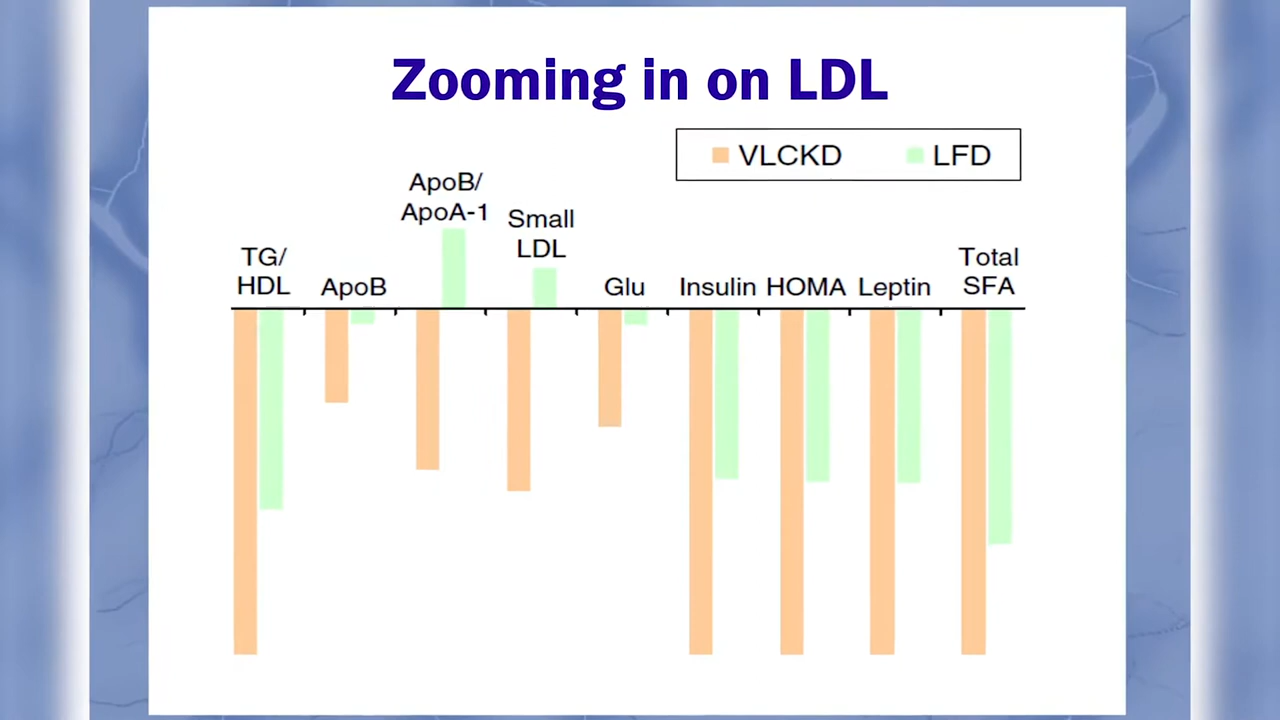 Zooming in on LDL
VLCKD LFD
ApoB/
ApoA-1
Small
LDL
TG/
HDL
ApoB
Glu
Insulin
HOMA
Leptin
Total
SFA